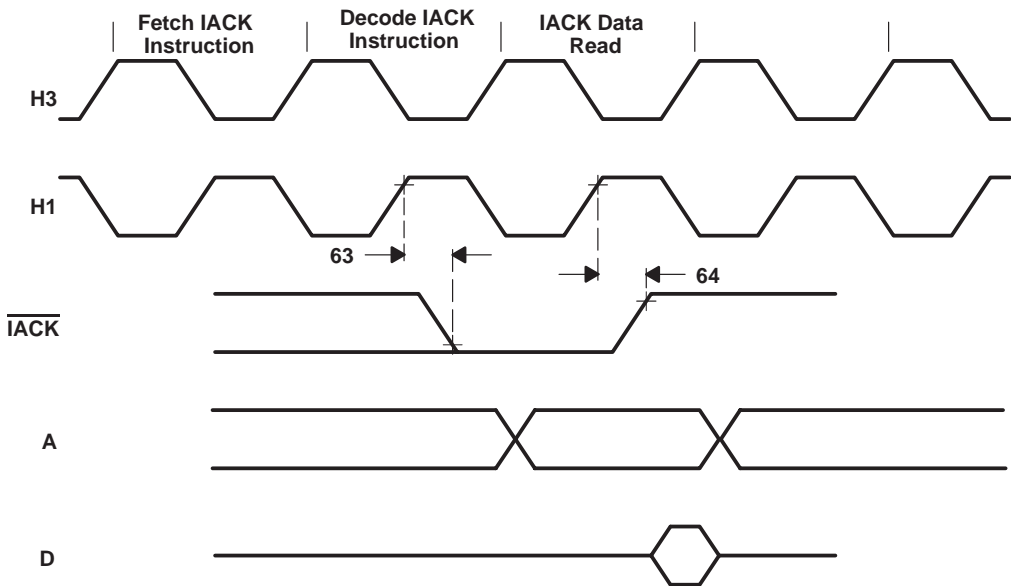 Fetch IACK
Instruction
Decode IACK
Instruction
IACK Data
Read
H3
H1
63
64
IACK
A
D